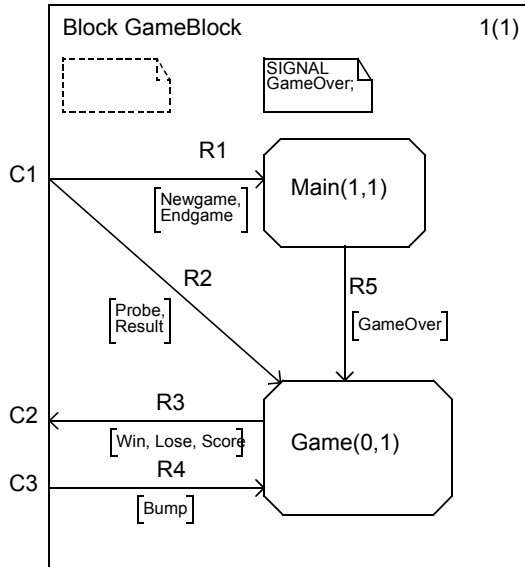 Block GameBlock 1(1)
SIGNAL
GameOver;
R1
C1
Main(1,1)
[Newgame,
Endgame]
R2
R5
[Probe,
Result]
[GameOver]
R3
C2
[Win, Lose, Score]
Game(0,1)
R4
C3
[Bump]